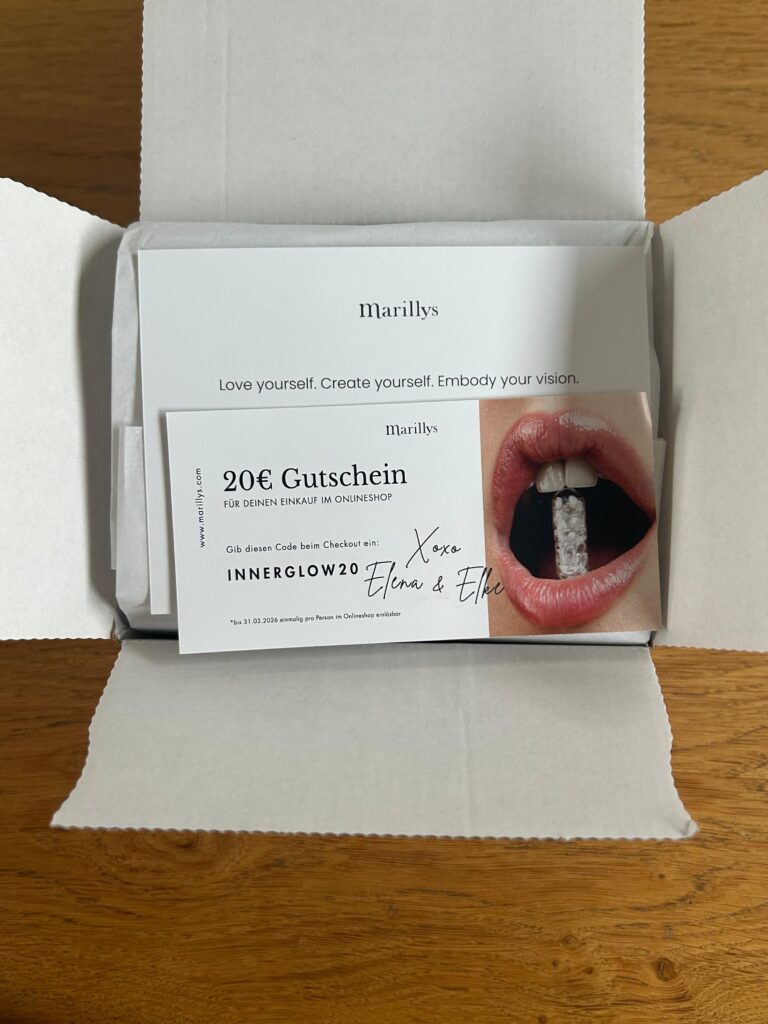 marillys
Love yourself. Create yourself. Embody your vision.
marillys
www.marillys.com
20€ Gutschein
FÜR DEINEN EINKAUF IM ONLINESHOP
Gib diesen Code beim Checkout ein:
INNERGLOW20
Xoxo
Elena & Elke
*bis 31.03.2026 einmalig pro Person im Onlineshop einlösbar